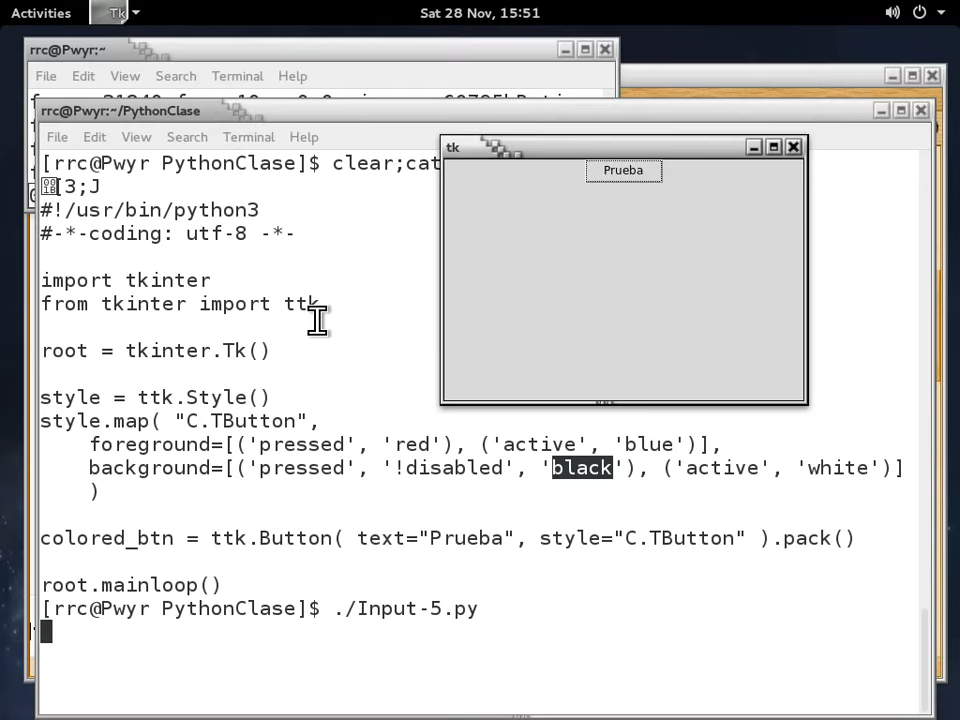 Activities
Tk
Sat 28 Nov, 15:51
rrc@Pwyr:~
File Edit View Search Terminal Help
rrc@Pwyr:~/PythonClase
File Edit View Search Terminal Help
[rrc@Pwyr PythonClase]$ clear;cat
[3;J
#!/usr/bin/python3
#-*-coding: utf-8 -*-
import tkinter
from tkinter import ttk
root = tkinter.Tk()
style = ttk.Style()
style.map( "C.TButton",
foreground=[('pressed', 'red'), ('active', 'blue')],
background=[('pressed', '!disabled', 'black'), ('active', 'white')]
)
colored_btn = ttk.Button( text="Prueba", style="C.TButton" ).pack()
root.mainloop()
[rrc@Pwyr PythonClase]$ ./Input-5.py
tk
Prueba